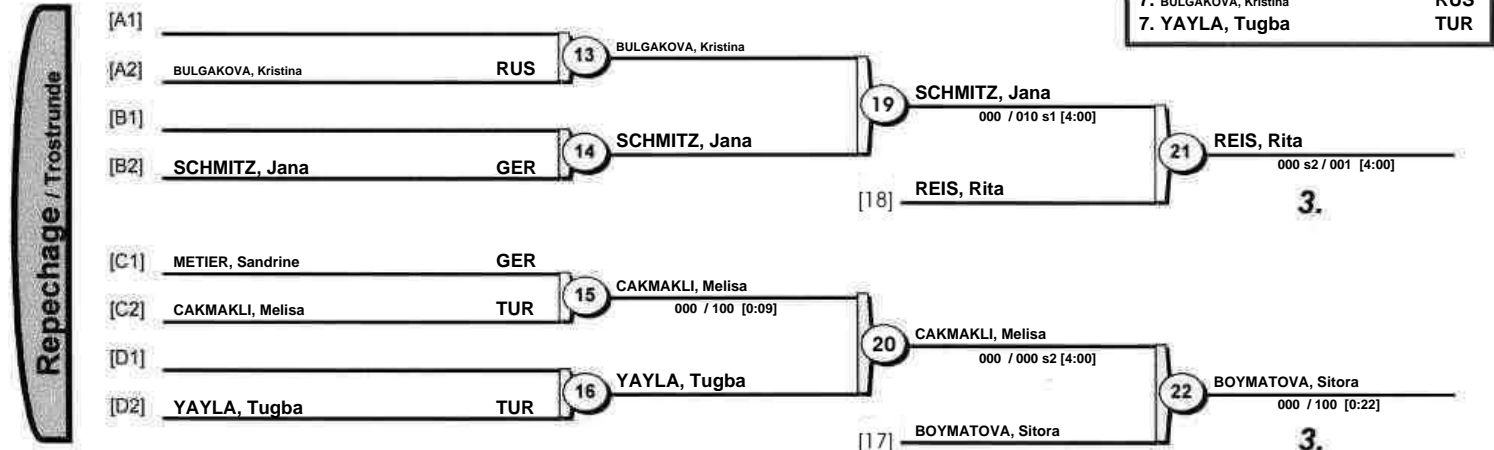 7. BULGAKOVA, Kristina RUS
7. YAYLA, Tugba TUR
Repechage / Trostrunde
[A1]
13 BULGAKOVA, Kristina
[A2] BULGAKOVA, Kristina RUS
19 SCHMITZ, Jana
000 / 010 s1 [4:00]
[B1]
14 SCHMITZ, Jana
[B2] SCHMITZ, Jana GER
21 REIS, Rita
000 s2 / 001 [4:00]
[18] REIS, Rita
3.
[C1] METIER, Sandrine GER
15 CAKMAKLI, Melisa
000 / 100 [0:09]
[C2] CAKMAKLI, Melisa TUR
20 CAKMAKLI, Melisa
000 / 000 s2 [4:00]
[D1]
16 YAYLA, Tugba
[D2] YAYLA, Tugba TUR
22 BOYMATOVA, Sitora
000 / 100 [0:22]
[17] BOYMATOVA, Sitora
3.